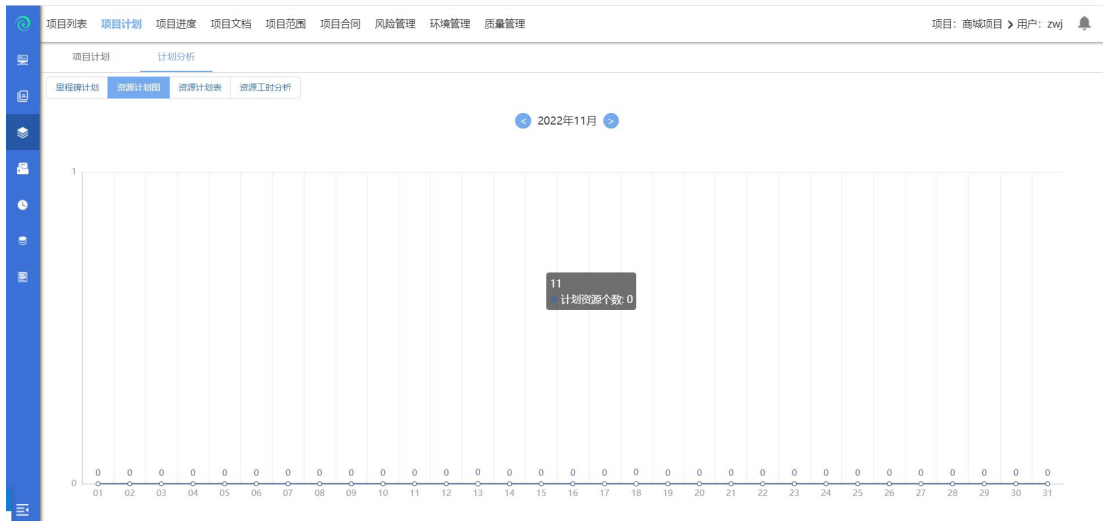 项目列表 项目计划 项目进度 项目文档 项目范围 项目合同 风险管理 环境管理 质量管理 项目：商城项目 > 用户：zwj
项目计划 计划分析
里程碑计划 资源计划图 资源计划表 资源工时分析
< 2022年11月 >
1
11
计划资源个数: 0
0 0 0 0 0 0 0 0 0 0 0 0 0 0 0 0 0 0 0 0 0 0 0 0 0 0 0 0 0 0 0
0
01 02 03 04 05 06 07 08 09 10 11 12 13 14 15 16 17 18 19 20 21 22 23 24 25 26 27 28 29 30 31